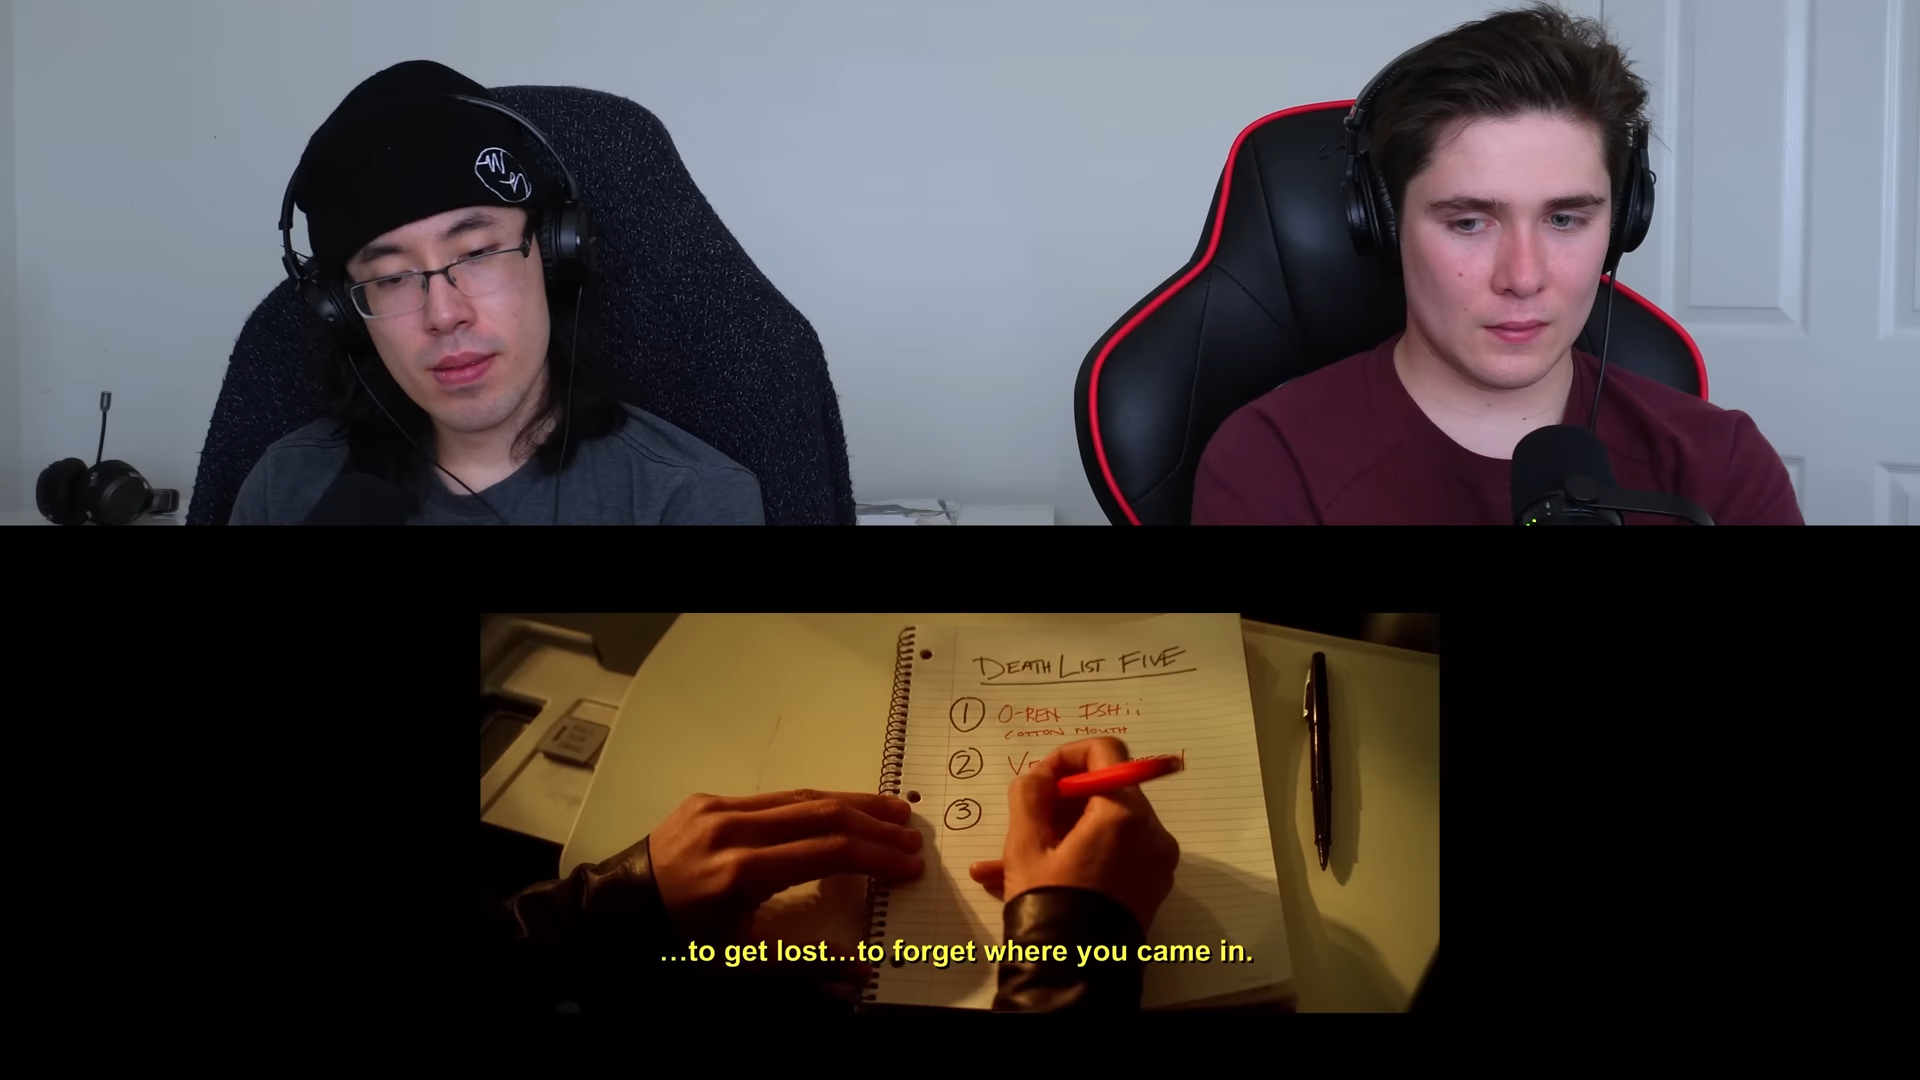 DEATH LIST FIVE
1 O-REN ISHii
COTTON MOUTH
2
3
...to get lost...to forget where you came in.